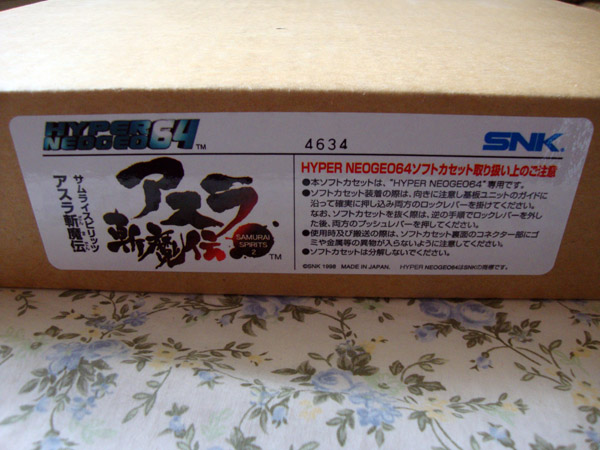 HYPER NEOGEO 64 TM
4634
SNK®
サムライスピリッツ
アスラ斬魔伝
アスラ
斬魔伝
SAMURAI
SPIRITS
2
TM
HYPER NEOGEO64ソフトカセット取り扱い上のご注意
●本ソフトカセットは、"HYPER NEOGEO64"専用です。
●ソフトカセット装着の際は、向きに注意し基板ユニットのガイドに
沿って確実に押し込み両方のロックレバーを掛けてください。
なお、ソフトカセットを抜く際は、逆の手順でロックレバーを外し
た後、両方のプッシュレバーを押してください。
●使用時及び搬送の際は、ソフトカセット裏面のコネクター部にゴ
ミや金属等の異物が入らないように注意してください。
●ソフトカセットは分解しないでください。
©SNK 1998 MADE IN JAPAN. HYPER NEOGEO64はSNKの商標です。